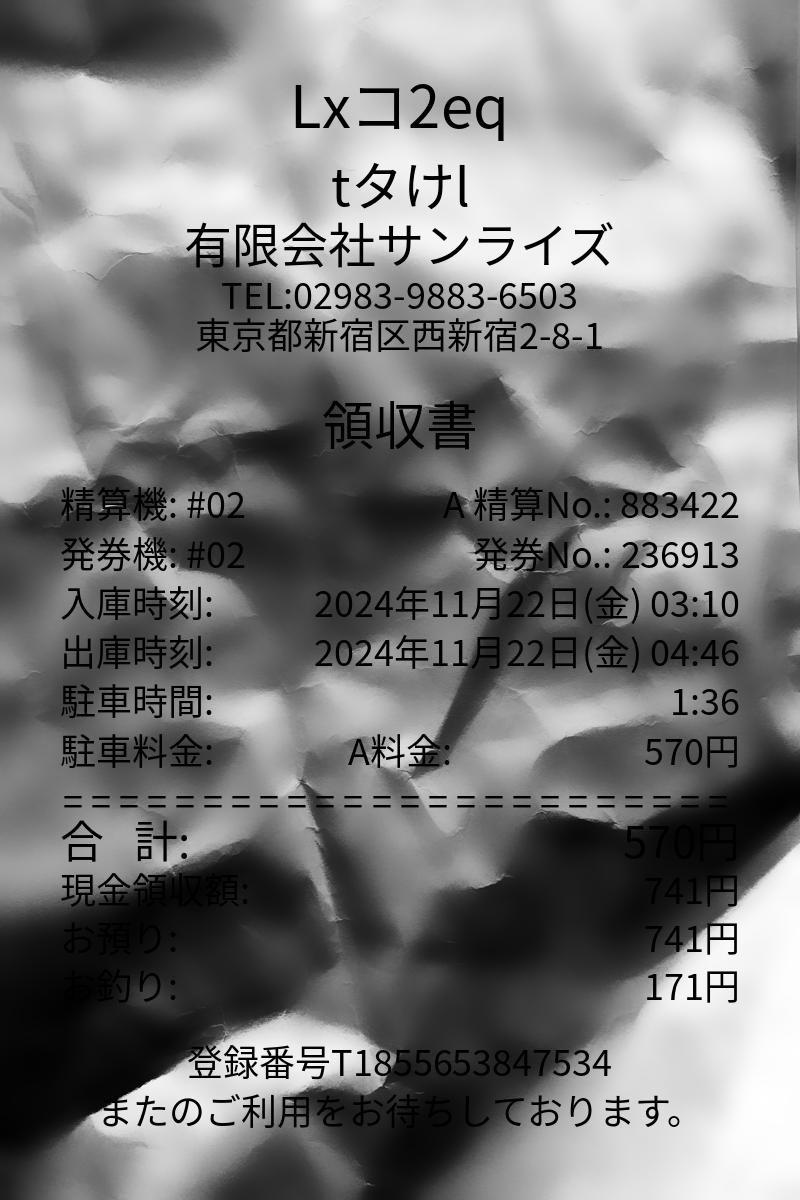 Lxコ2eq
tタけl
有限会社サンライズ
TEL:02983-9883-6503
東京都新宿区西新宿2-8-1
領収書
精算機: #02 A 精算No.: 883422
発券機: #02 発券No.: 236913
入庫時刻: 2024年11月22日(金) 03:10
出庫時刻: 2024年11月22日(金) 04:46
駐車時間: 1:36
駐車料金: A料金: 570円
========================
合 計: 570円
現金領収額: 741円
お預り: 741円
お釣り: 171円
登録番号T1855653847534
またのご利用をお待ちしております。